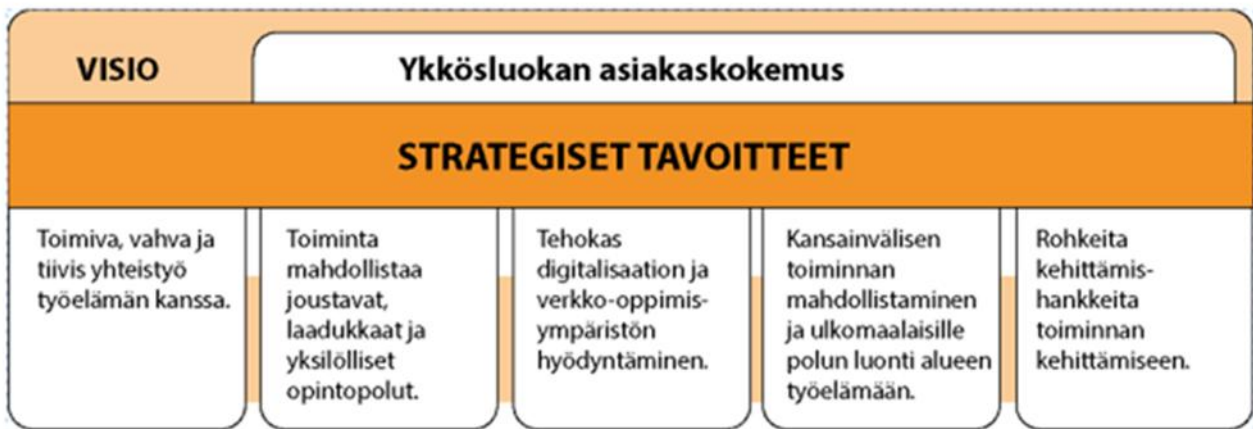 VISIO
Ykkösluokan asiakaskokemus
STRATEGISET TAVOITTEET
Toimiva, vahva ja
tiivis yhteistyö
työelämän kanssa.
Toiminta
mahdollistaa
joustavat,
laadukkaat ja
yksilölliset
opintopolut.
Tehokas
digitalisaation ja
verkko-oppimis-
ympäristön
hyödyntäminen.
Kansainvälisen
toiminnan
mahdollistaminen
ja ulkomaalaisille
polun luonti alueen
työelämään.
Rohkeita
kehittämis-
hankkeita
toiminnan
kehittämiseen.